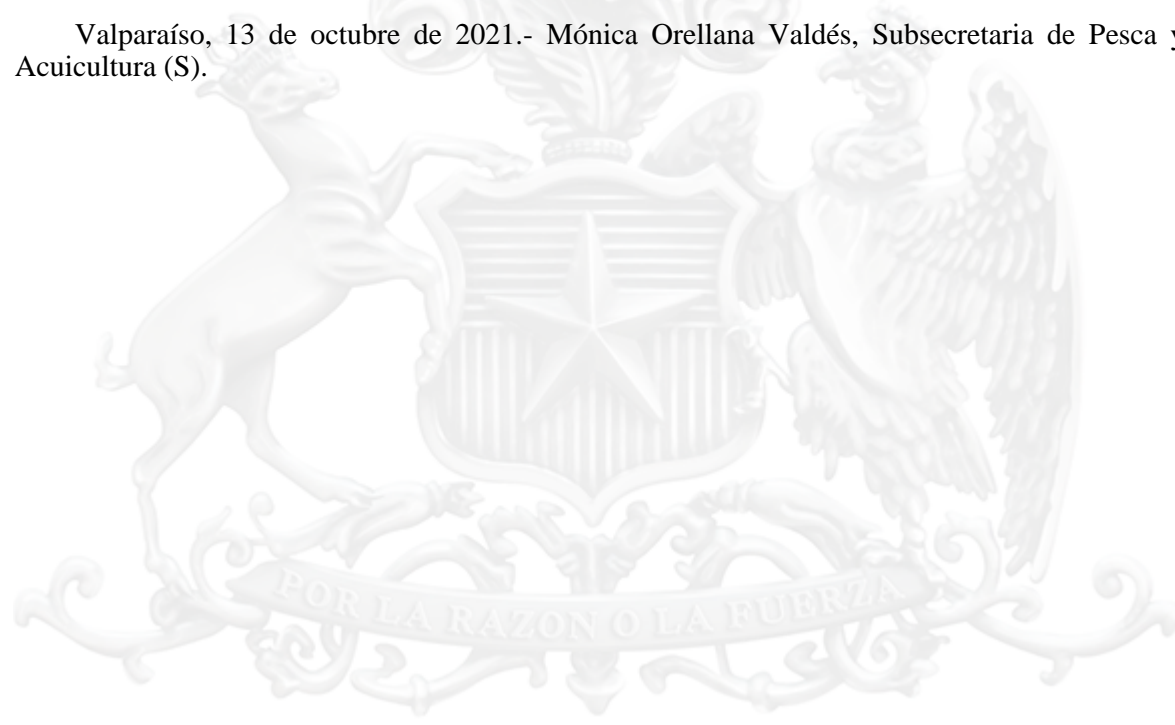 Valparaíso, 13 de octubre de 2021.- Mónica Orellana Valdés, Subsecretaria de Pesca y
Acuicultura (S).
POR LA RAZON O LA FUERZA